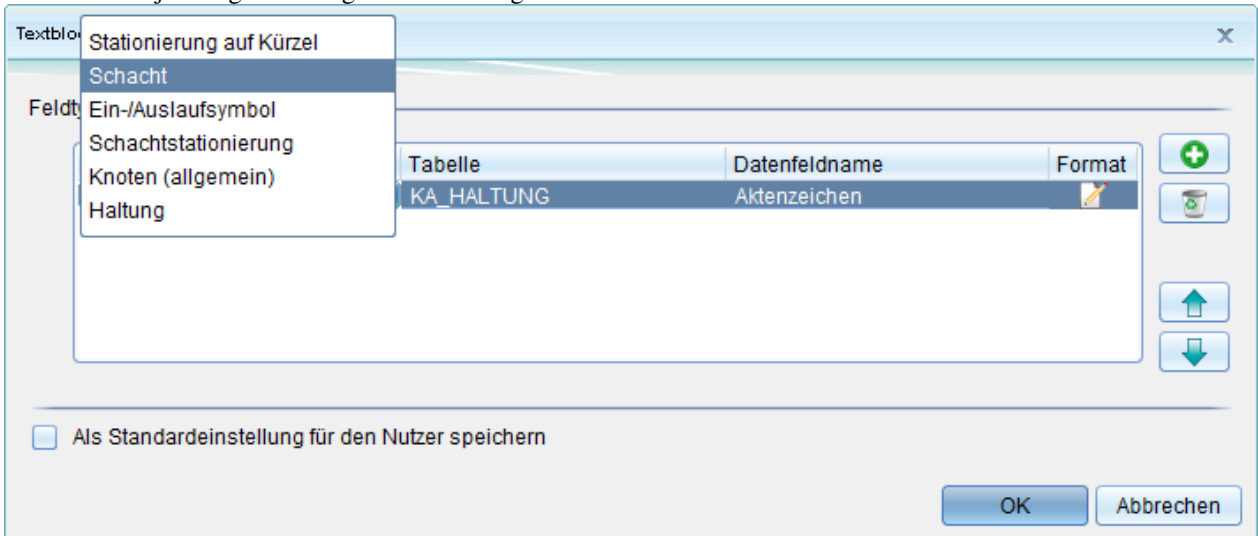 Textblo
Stationierung auf Kürzel
Schacht
Ein-/Auslaufsymbol
Schachtstationierung
Knoten (allgemein)
Haltung
Feldty
Tabelle Datenfeldname Format
KA_HALTUNG Aktenzeichen
Als Standardeinstellung für den Nutzer speichern
OK Abbrechen